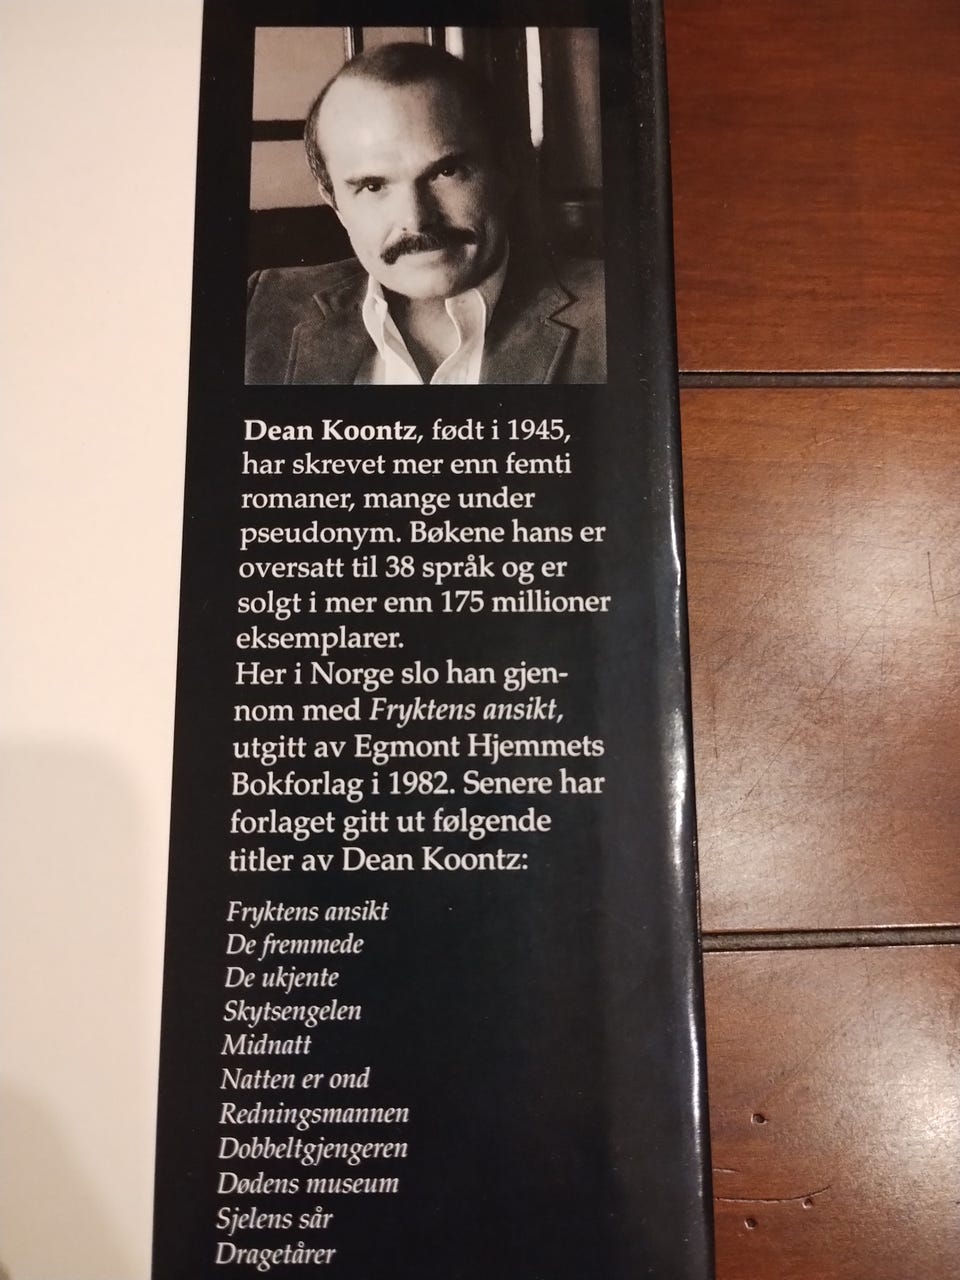 Dean Koontz, født i 1945,
har skrevet mer enn femti
romaner, mange under
pseudonym. Bøkene hans er
oversatt til 38 språk og er
solgt i mer enn 175 millioner
eksemplarer.
Her i Norge slo han gjen-
nom med Fryktens ansikt,
utgitt av Egmont Hjemmets
Bokforlag i 1982. Senere har
forlaget gitt ut følgende
titler av Dean Koontz:
Fryktens ansikt
De fremmede
De ukjente
Skytsengelen
Midnatt
Natten er ond
Redningsmannen
Dobbeltgjengeren
Dødens museum
Sjelens sår
Dragetårer